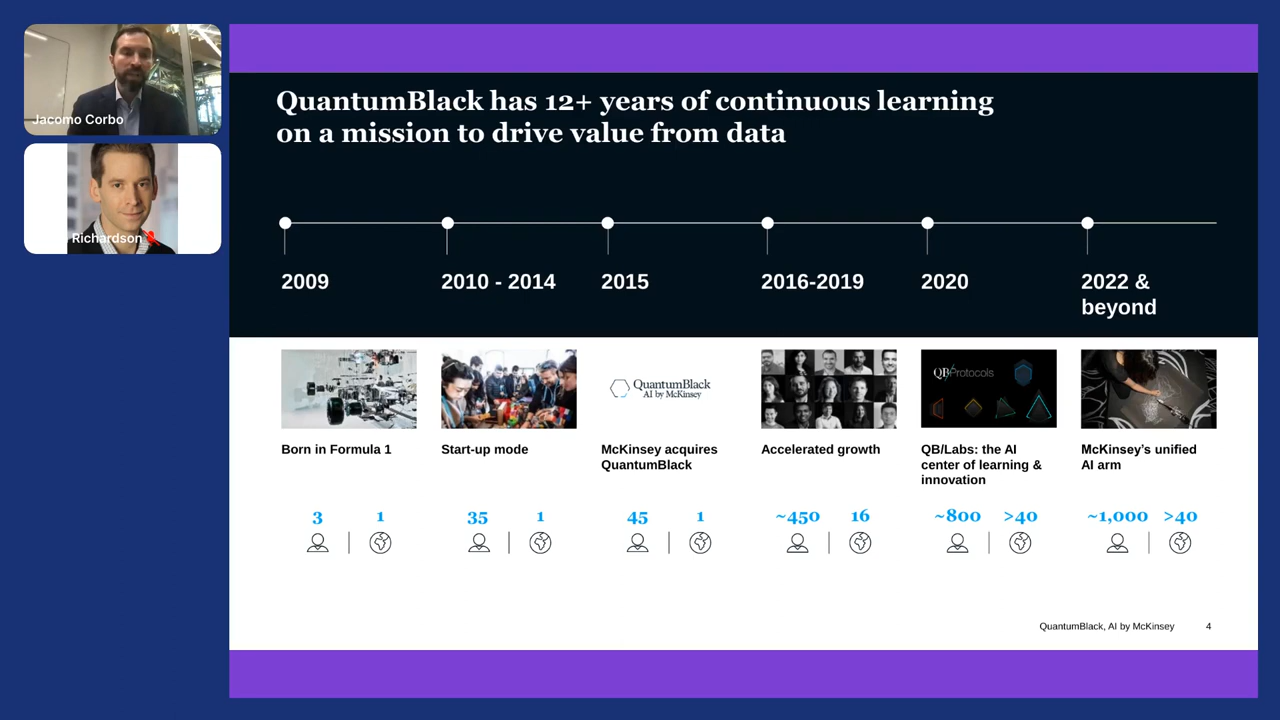 Jacomo Corbo
Richardson
QuantumBlack has 12+ years of continuous learning
on a mission to drive value from data
2009
2010 - 2014
2015
2016-2019
2020
2022 &
beyond
QuantumBlack
AI by McKinsey
QB/Protocols
Born in Formula 1
Start-up mode
McKinsey acquires
QuantumBlack
Accelerated growth
QB/Labs: the AI
center of learning &
innovation
McKinsey’s unified
AI arm
3 1
35 1
45 1
~450 16
~800 >40
~1,000 >40
QuantumBlack, AI by McKinsey 4